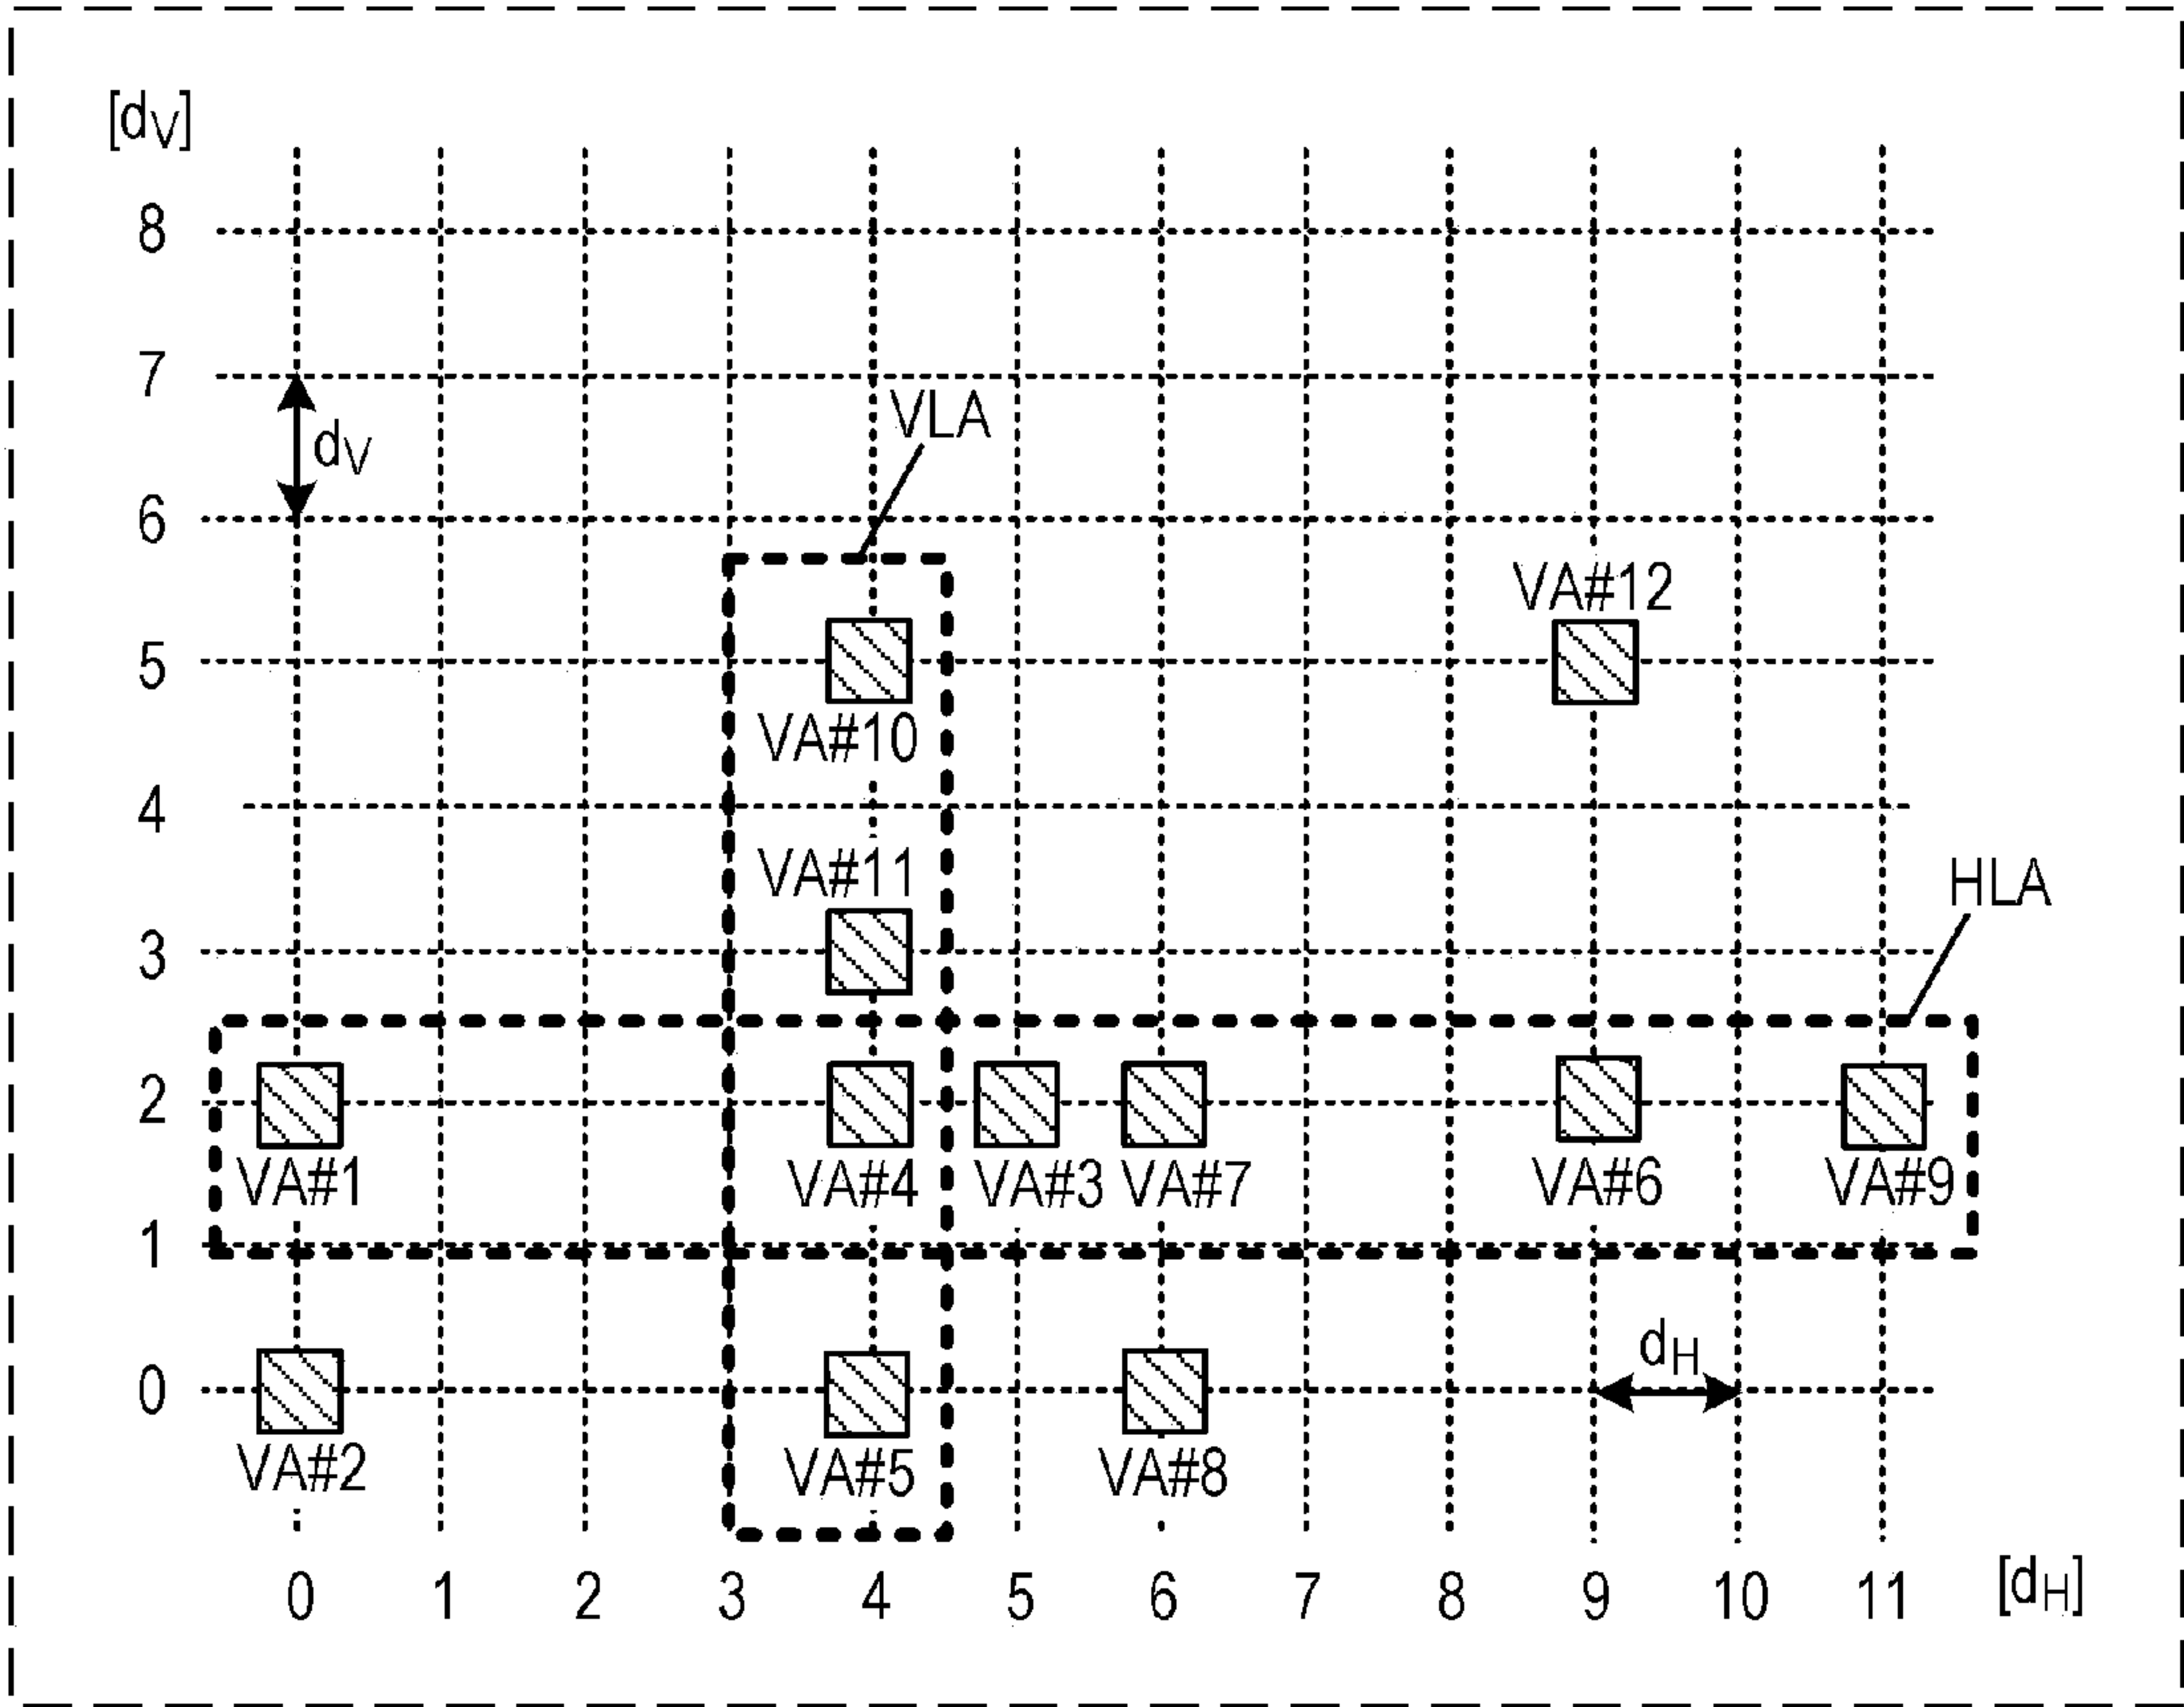 [dV]
8
7
dV
VLA
6
VA#12
5
VA#10
4
VA#11
HLA
3
2
VA#1 VA#4 VA#3 VA#7 VA#6 VA#9
1
dH
0
VA#2 VA#5 VA#8
0 1 2 3 4 5 6 7 8 9 10 11 [dH]